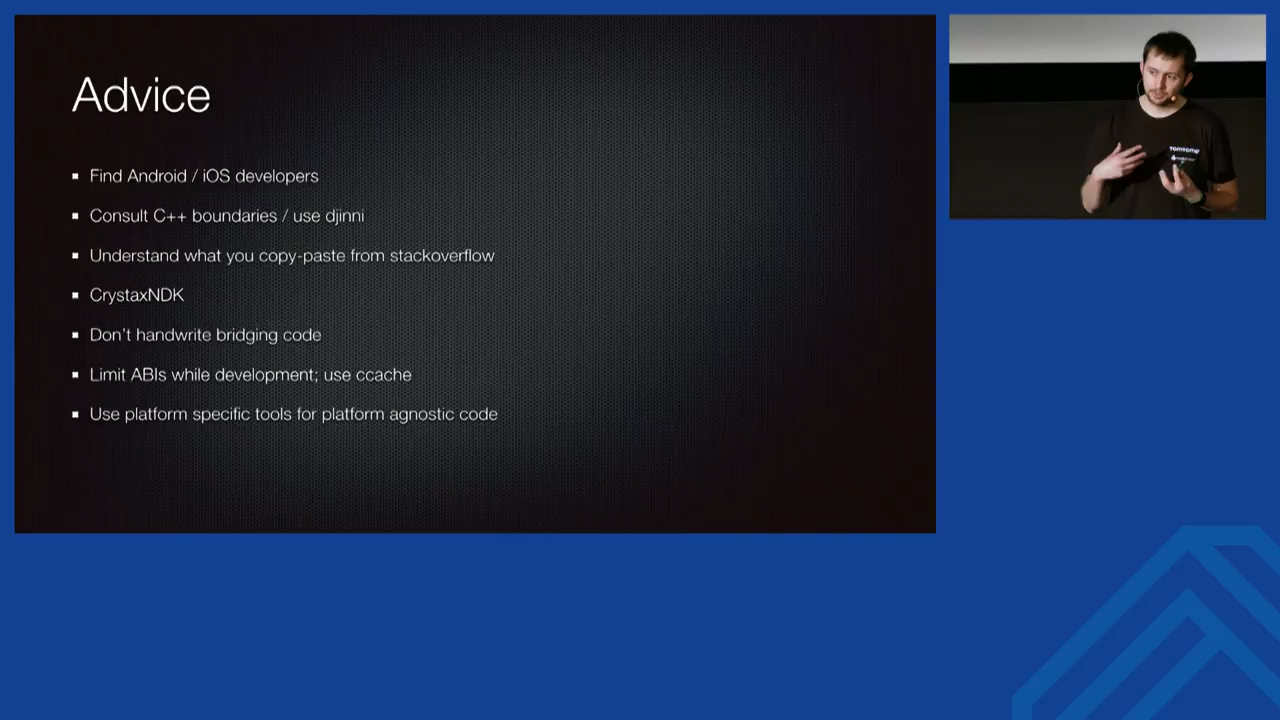 Advice
Find Android / iOS developers
Consult C++ boundaries / use djinni
Understand what you copy-paste from stackoverflow
CrystaxNDK
Don't handwrite bridging code
Limit ABIs while development; use ccache
Use platform specific tools for platform agnostic code
TOMTOM